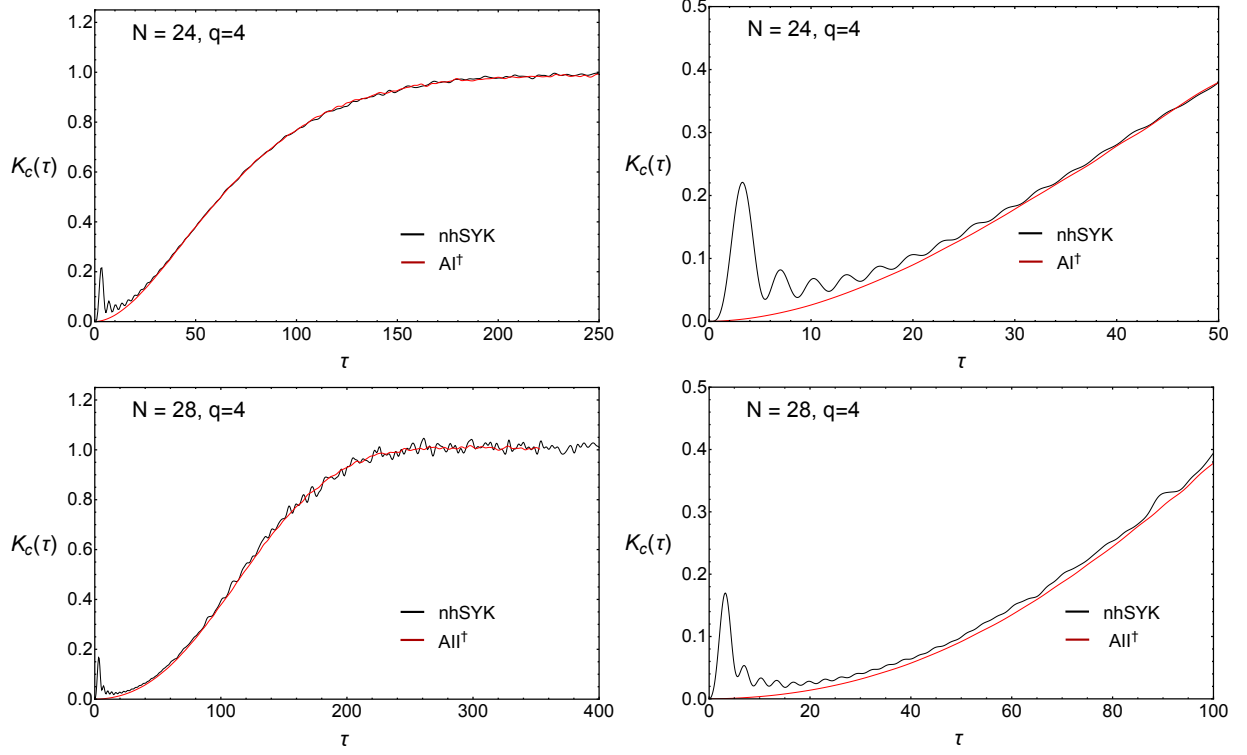 N = 24, q=4
K_c(τ)
1.2
1.0
0.8
0.6
0.4
0.2
0.0
nhSYK
AI†
0 50 100 150 200 250
τ
N = 24, q=4
K_c(τ)
0.5
0.4
0.3
0.2
0.1
0.0
nhSYK
AI†
0 10 20 30 40 50
τ
N = 28, q=4
K_c(τ)
1.2
1.0
0.8
0.6
0.4
0.2
0.0
nhSYK
AII†
0 100 200 300 400
τ
N = 28, q=4
K_c(τ)
0.5
0.4
0.3
0.2
0.1
0.0
nhSYK
AII†
0 20 40 60 80 100
τ